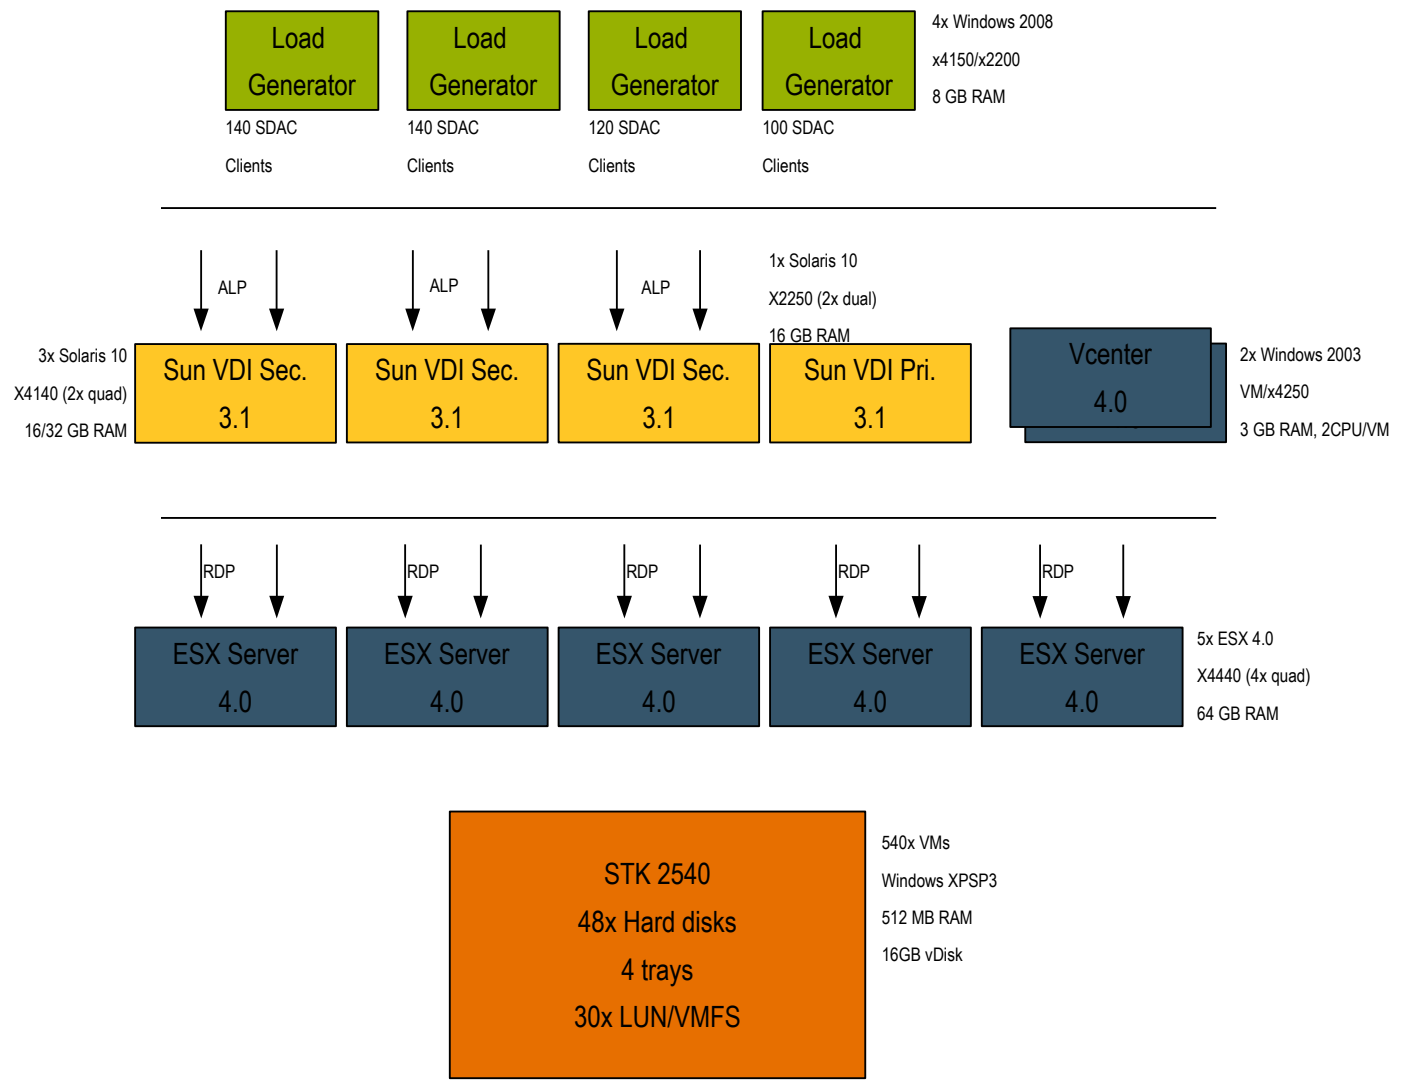 Load
Generator
Load
Generator
Load
Generator
Load
Generator
4x Windows 2008
x4150/x2200
8 GB RAM
140 SDAC
Clients
140 SDAC
Clients
120 SDAC
Clients
100 SDAC
Clients
ALP
ALP
ALP
1x Solaris 10
X2250 (2x dual)
16 GB RAM
3x Solaris 10
X4140 (2x quad)
16/32 GB RAM
Sun VDI Sec.
3.1
Sun VDI Sec.
3.1
Sun VDI Sec.
3.1
Sun VDI Pri.
3.1
Vcenter
4.0
2x Windows 2003
VM/x4250
3 GB RAM, 2CPU/VM
RDP
RDP
RDP
RDP
RDP
ESX Server
4.0
ESX Server
4.0
ESX Server
4.0
ESX Server
4.0
ESX Server
4.0
5x ESX 4.0
X4440 (4x quad)
64 GB RAM
STK 2540
48x Hard disks
4 trays
30x LUN/VMFS
540x VMs
Windows XPSP3
512 MB RAM
16GB vDisk